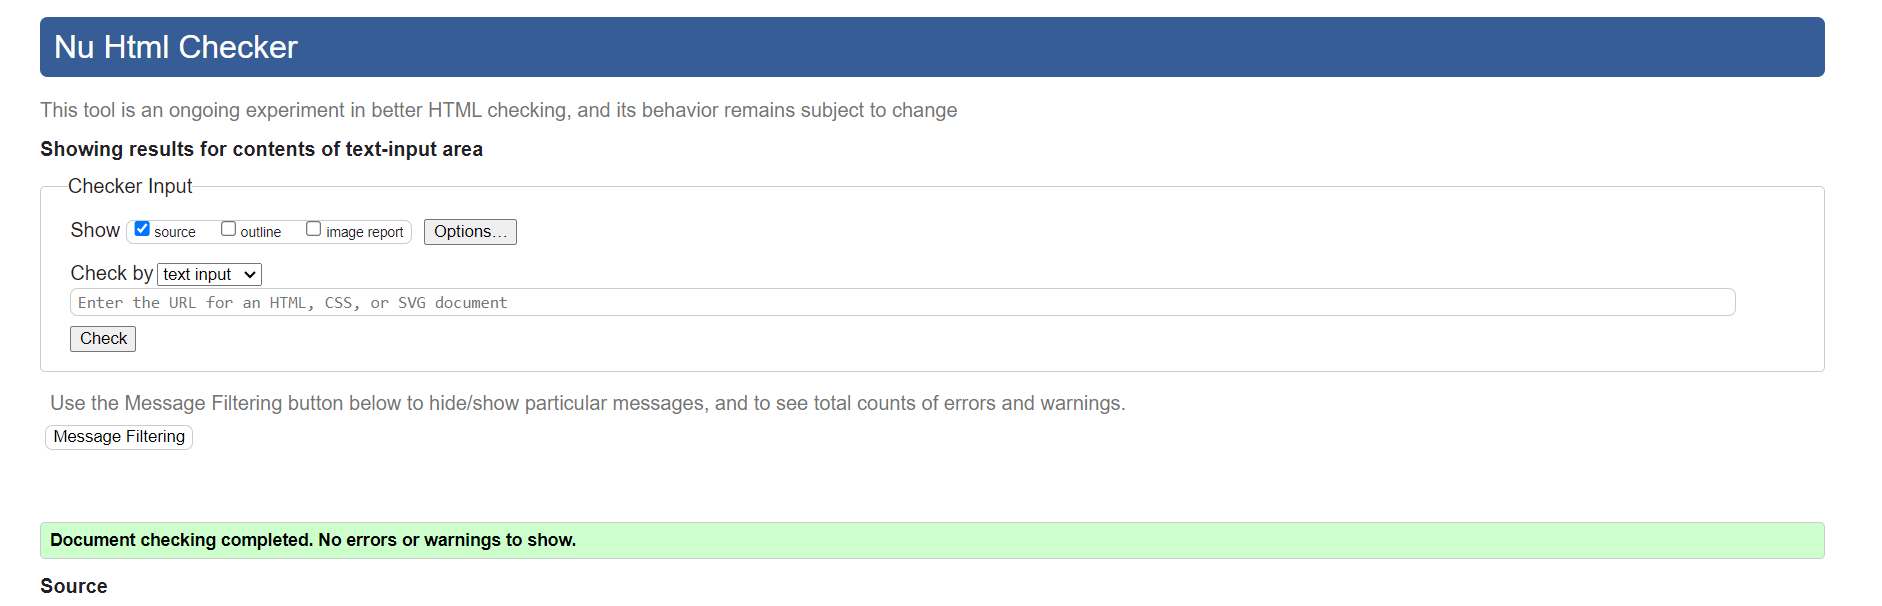 Nu Html Checker
This tool is an ongoing experiment in better HTML checking, and its behavior remains subject to change
Showing results for contents of text-input area
Checker Input
Show source outline image report Options...
Check by text input
Enter the URL for an HTML, CSS, or SVG document
Check
Use the Message Filtering button below to hide/show particular messages, and to see total counts of errors and warnings.
Message Filtering
Document checking completed. No errors or warnings to show.
Source